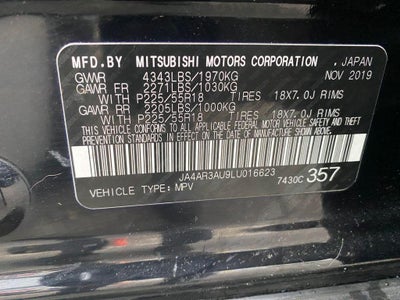 MFD.BY MITSUBISHI MOTORS CORPORATION, JAPAN
GVWR 4343LBS/1970KG NOV 2019
GAWR FR 2271LBS/1030KG
WITH P225/55R18 TIRES 18X7.0J RIMS
GAWR RR 2205LBS/1000KG
WITH P225/55R18 TIRES 18X7.0J RIMS
THIS VEHICLE CONFORMS TO ALL APPLICABLE FEDERAL MOTOR VEHICLE SAFETY, BUMPER, AND THEFT
PREVENTION STANDARDS IN EFFECT ON THE DATE OF MANUFACTURE SHOWN ABOVE.
JA4AR3AU9LU016623
VEHICLE TYPE: MPV 7430C 357